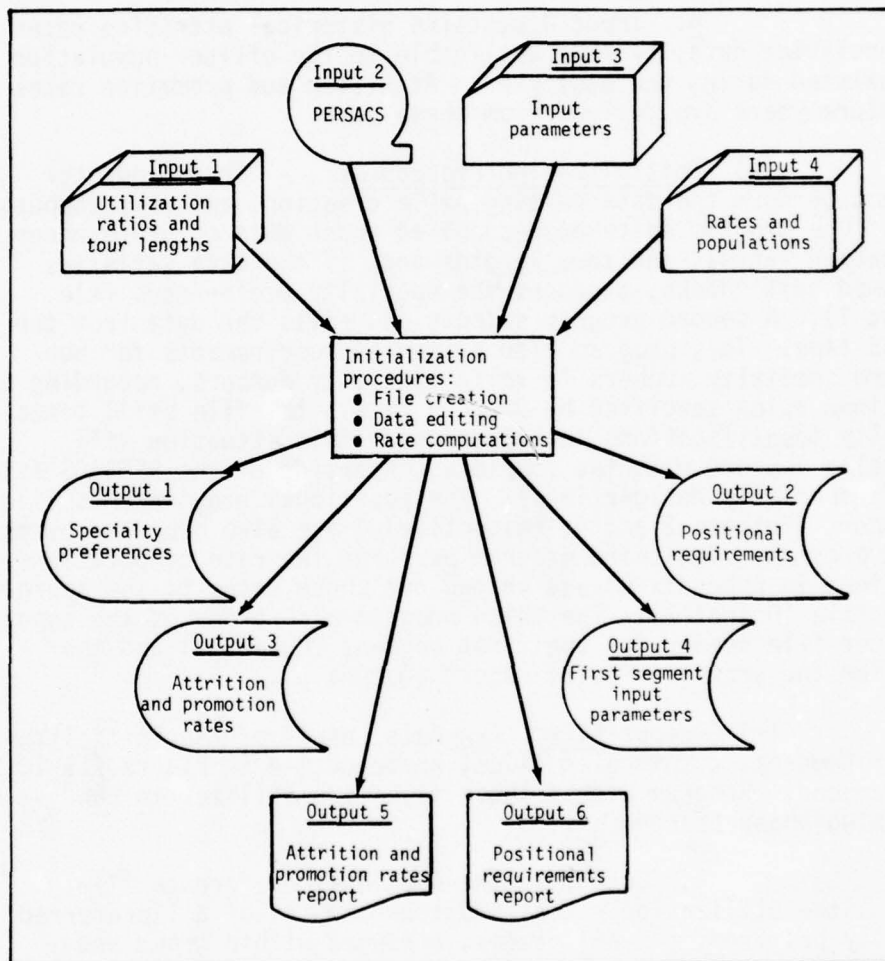 Input 2
PERSACS
Input 3
Input
parameters
Input 1
Utilization
ratios and
tour lengths
Input 4
Rates and
populations
Initialization
procedures:
● File creation
● Data editing
● Rate computations
Output 1
Specialty
preferences
Output 2
Positional
requirements
Output 3
Attrition
and promotion
rates
Output 4
First segment
input
parameters
Output 5
Attrition and
promotion rates
report
Output 6
Positional
requirements
report